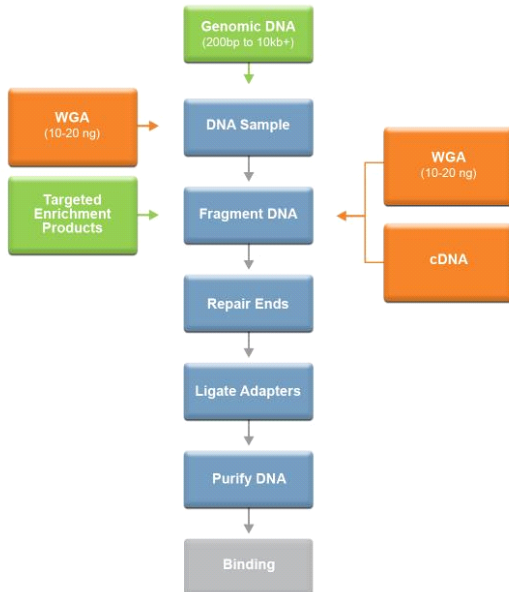 Genomic DNA
(200bp to 10kb+)
WGA
(10-20 ng)
DNA Sample
WGA
(10-20 ng)
Targeted
Enrichment
Products
Fragment DNA
cDNA
Repair Ends
Ligate Adapters
Purify DNA
Binding